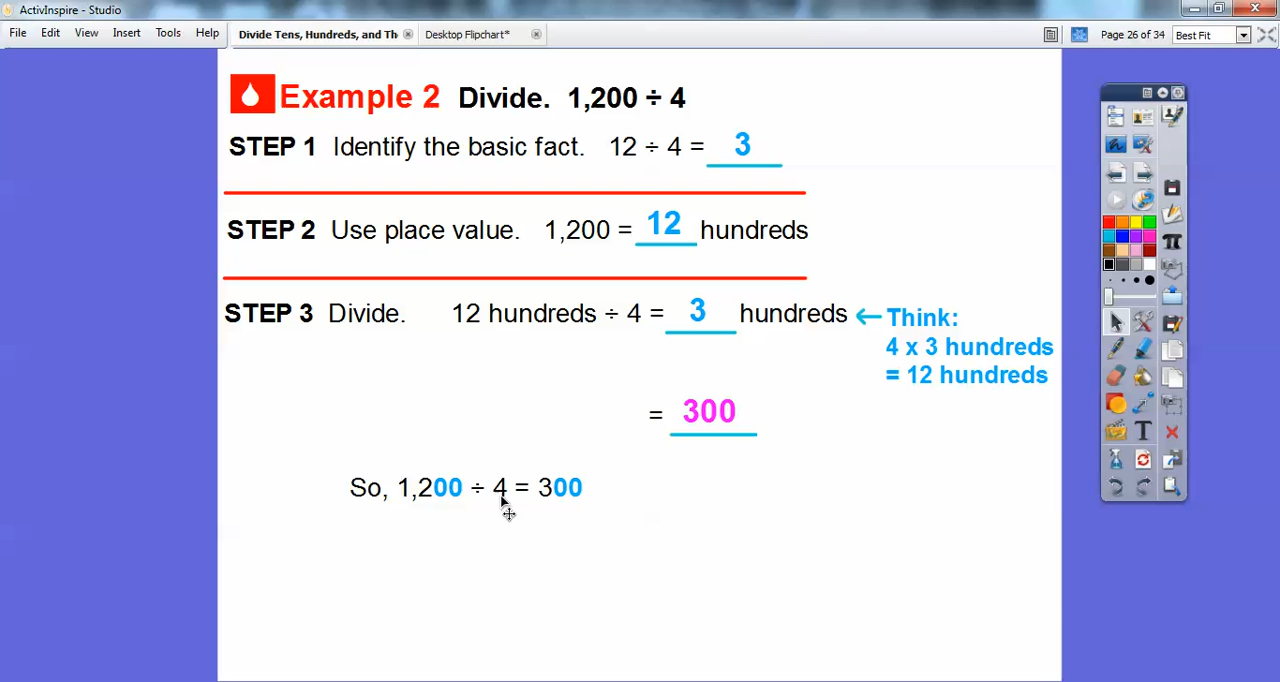 ActivInspire - Studio
File Edit View Insert Tools Help
Divide Tens, Hundreds, and Th
Desktop Flipchart*
Page 26 of 34
Best Fit
Example 2 Divide. 1,200 ÷ 4
STEP 1 Identify the basic fact. 12 ÷ 4 = 3
STEP 2 Use place value. 1,200 = 12 hundreds
STEP 3 Divide. 12 hundreds ÷ 4 = 3 hundreds ← Think:
4 x 3 hundreds
= 12 hundreds
= 300
So, 1,200 ÷ 4 = 300